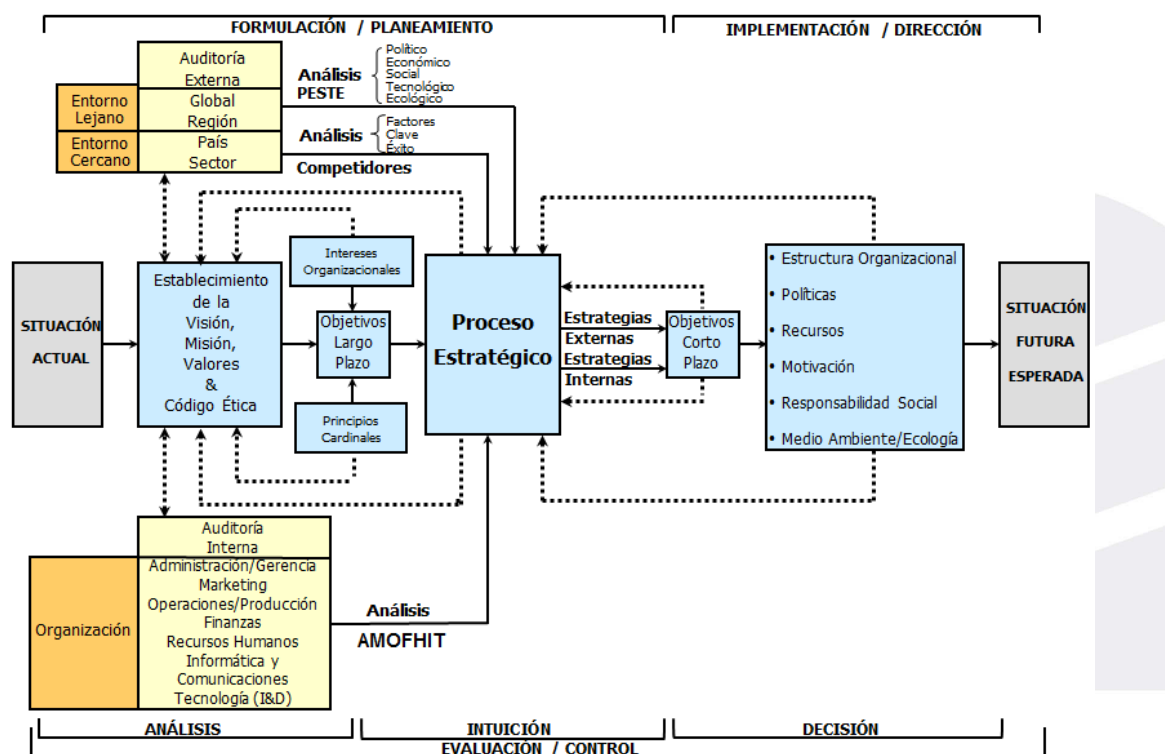 FORMULACIÓN / PLANEAMIENTO
IMPLEMENTACIÓN / DIRECCIÓN
Auditoría
Externa
Entorno
Lejano
Global
Región
Entorno
Cercano
País
Sector
Análisis
PESTE
Político
Económico
Social
Tecnológico
Ecológico
Análisis
Competidores
Factores
Clave
Éxito
SITUACIÓN
ACTUAL
Establecimiento
de la
Visión,
Misión,
Valores
&
Código Ética
Intereses
Organizacionales
Objetivos
Largo
Plazo
Principios
Cardinales
Proceso
Estratégico
Estrategias
Externas
Estrategias
Internas
Objetivos
Corto
Plazo
• Estructura Organizacional
• Políticas
• Recursos
• Motivación
• Responsabilidad Social
• Medio Ambiente/Ecología
SITUACIÓN
FUTURA
ESPERADA
Auditoría
Interna
Organización
Administración/Gerencia
Marketing
Operaciones/Producción
Finanzas
Recursos Humanos
Informática y
Comunicaciones
Tecnología (I&D)
Análisis
AMOFHIT
ANÁLISIS
INTUICIÓN
DECISIÓN
EVALUACIÓN / CONTROL